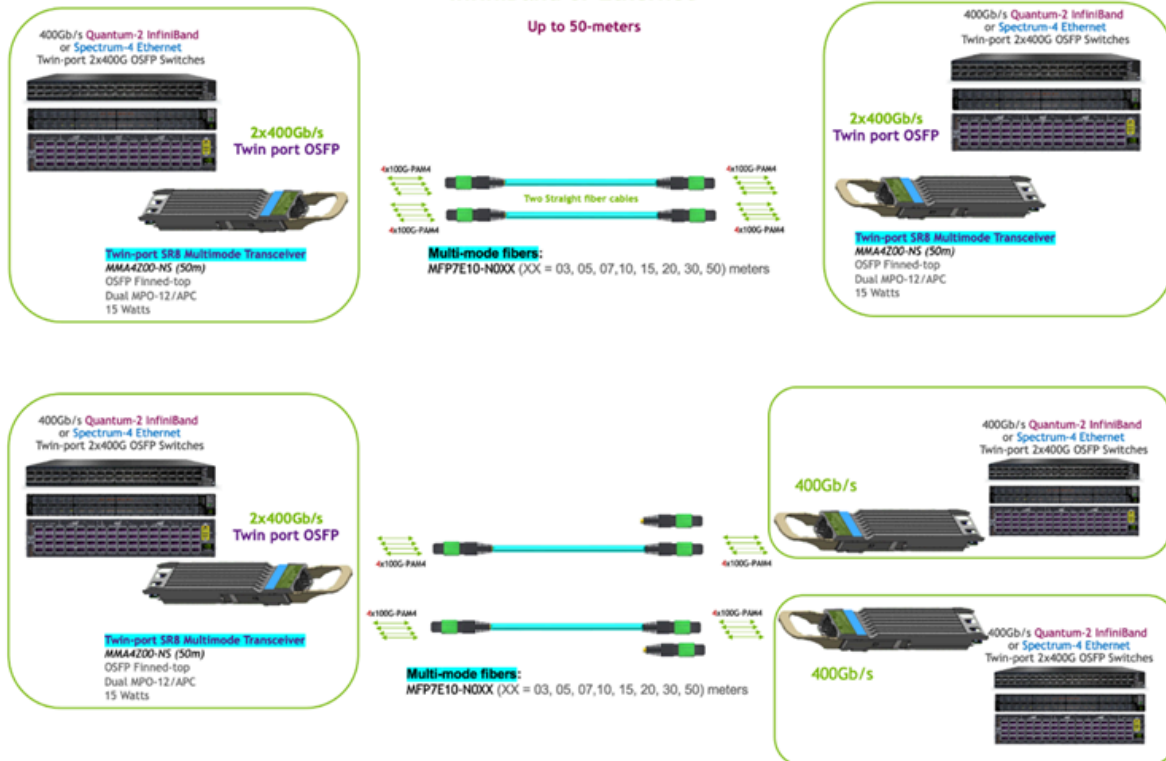 Up to 50-meters
400Gb/s Quantum-2 InfiniBand
or Spectrum-4 Ethernet
Twin-port 2x400G OSFP Switches
2x400Gb/s
Twin port OSFP
Twin-port SR8 Multimode Transceiver
MMA4Z00-NS (50m)
OSFP Finned-top
Dual MPO-12/APC
15 Watts
4x100G-PAM4
4x100G-PAM4
Two Straight fiber cables
4x100G-PAM4
4x100G-PAM4
Multi-mode fibers:
MFP7E10-N0XX (XX = 03, 05, 07,10, 15, 20, 30, 50) meters
400Gb/s Quantum-2 InfiniBand
or Spectrum-4 Ethernet
Twin-port 2x400G OSFP Switches
2x400Gb/s
Twin port OSFP
Twin-port SR8 Multimode Transceiver
MMA4Z00-NS (50m)
OSFP Finned-top
Dual MPO-12/APC
15 Watts
400Gb/s Quantum-2 InfiniBand
or Spectrum-4 Ethernet
Twin-port 2x400G OSFP Switches
2x400Gb/s
Twin port OSFP
Twin-port SR8 Multimode Transceiver
MMA4Z00-NS (50m)
OSFP Finned-top
Dual MPO-12/APC
15 Watts
4x100G-PAM4
4x100G-PAM4
4x100G-PAM4
4x100G-PAM4
Multi-mode fibers:
MFP7E10-N0XX (XX = 03, 05, 07,10, 15, 20, 30, 50) meters
400Gb/s Quantum-2 InfiniBand
or Spectrum-4 Ethernet
Twin-port 2x400G OSFP Switches
400Gb/s
400Gb/s Quantum-2 InfiniBand
or Spectrum-4 Ethernet
Twin-port 2x400G OSFP Switches
400Gb/s